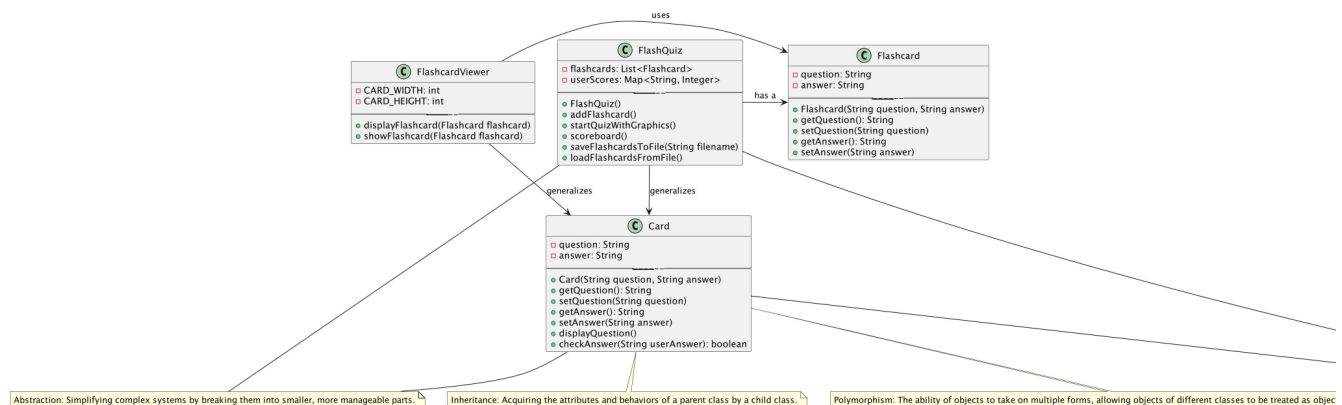 uses
C FlashcardViewer
CARD_WIDTH: int
CARD_HEIGHT: int
displayFlashcard(Flashcard flashcard)
showFlashcard(Flashcard flashcard)
C FlashQuiz
flashcards: List<Flashcard>
userScores: Map<String, Integer>
FlashQuiz()
addFlashcard()
startQuizWithGraphics()
scoreboard()
saveFlashcardsToFile(String filename)
loadFlashcardsFromFile()
has a
C Flashcard
question: String
answer: String
Flashcard(String question, String answer)
getQuestion(): String
setQuestion(String question)
getAnswer(): String
setAnswer(String answer)
generalizes
generalizes
C Card
question: String
answer: String
Card(String question, String answer)
getQuestion(): String
setQuestion(String question)
getAnswer(): String
setAnswer(String answer)
displayQuestion()
checkAnswer(String userAnswer): boolean
Abstraction: Simplifying complex systems by breaking them into smaller, more manageable parts.
Inheritance: Acquiring the attributes and behaviors of a parent class by a child class.
Polymorphism: The ability of objects to take on multiple forms, allowing objects of different classes to be treated as objec